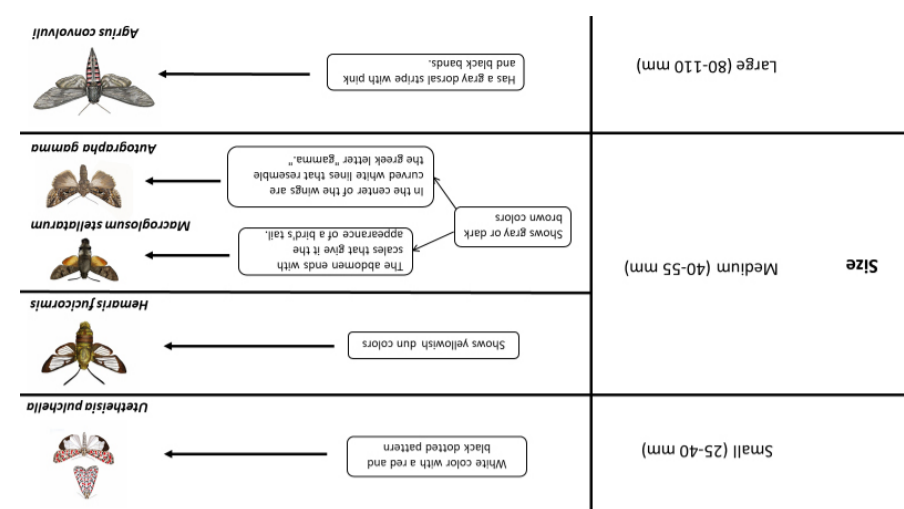 Size
Small (25-40 mm)
White color with a red and
black dotted pattern
Utetheisia pulchella
Medium (40-55 mm)
Shows yellowish dun colors
Hemaris fucicormis
Shows gray or dark
brown colors
The abdomen ends with
scales that give it the
appearance of a bird's tail.
Macroglosum stellatarum
In the center of the wings are
curved white lines that resemble
the greek letter "gamma."
Autographa gamma
Large (80-110 mm)
Has a gray dorsal stripe with pink
and black bands.
Agrius convolvuli